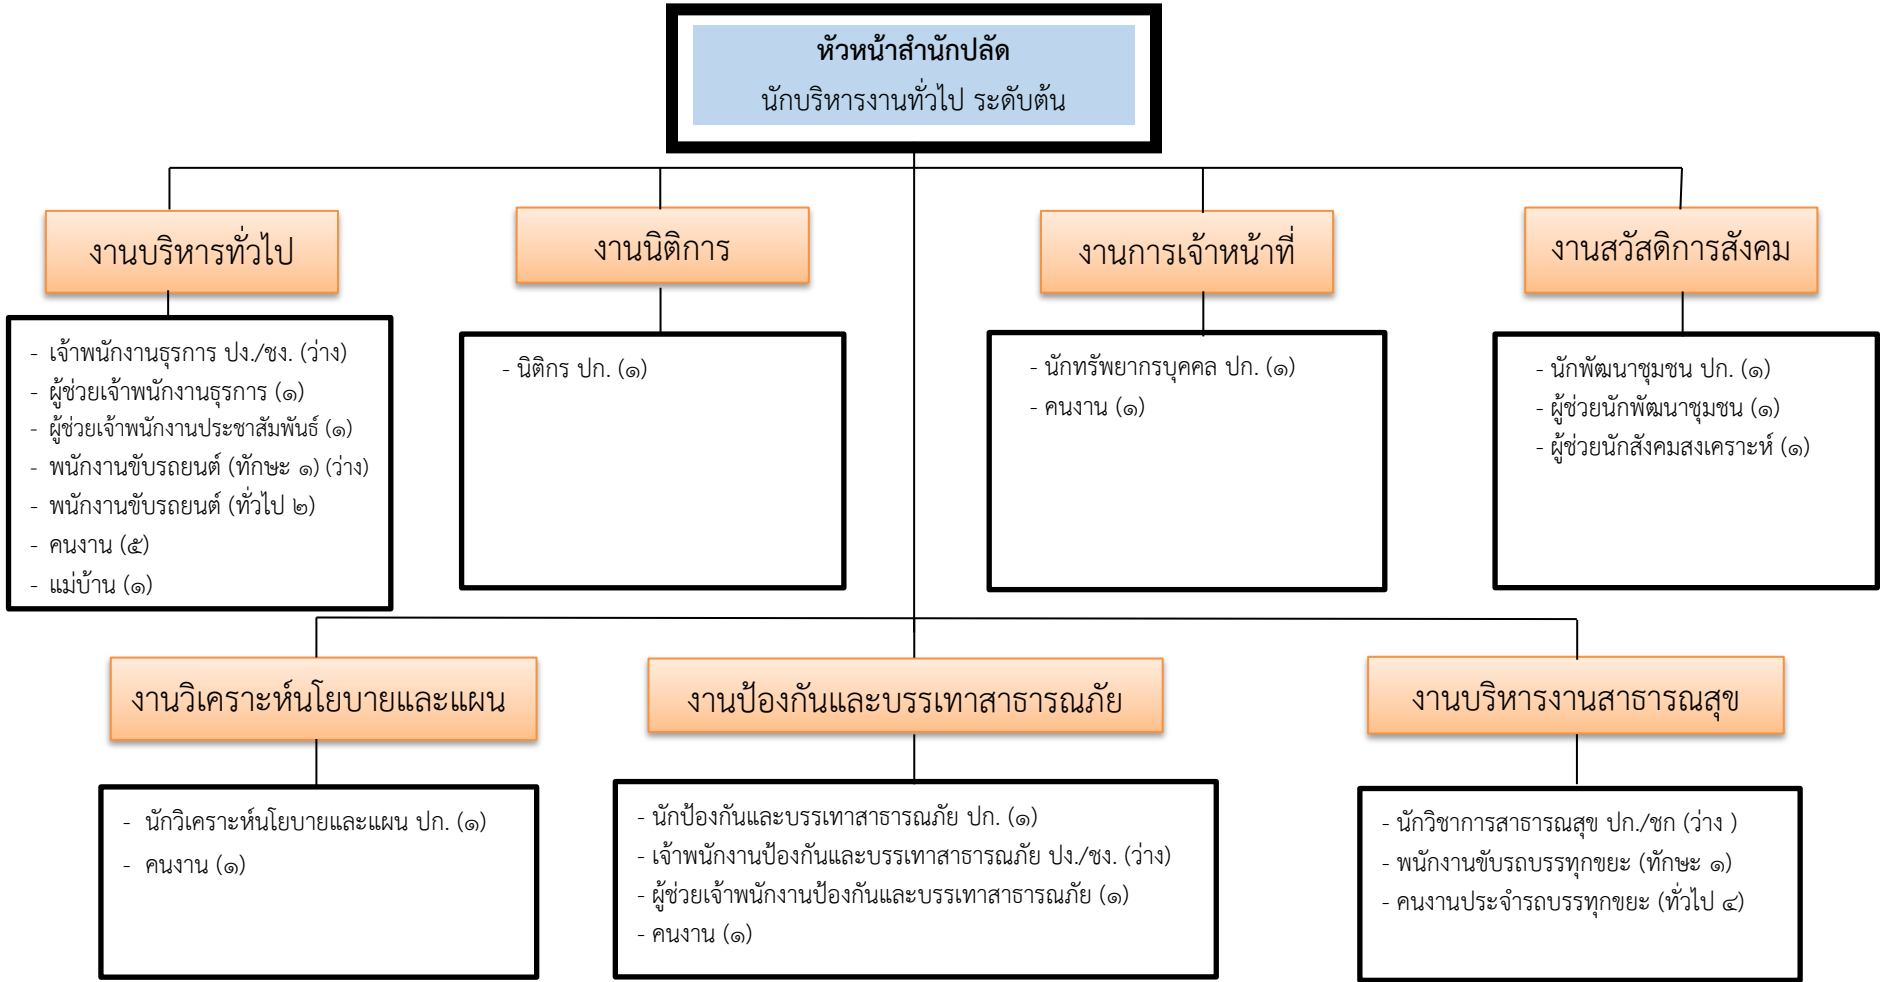 หัวหน้าสำนักปลัด
นักบริหารงานทั่วไป ระดับต้น
งานบริหารทั่วไป
- เจ้าพนักงานธุรการ ปง./ชง. (ว่าง)
- ผู้ช่วยเจ้าพนักงานธุรการ (๑)
- ผู้ช่วยเจ้าพนักงานประชาสัมพันธ์ (๑)
- พนักงานขับรถยนต์ (ทักษะ ๑) (ว่าง)
- พนักงานขับรถยนต์ (ทั่วไป ๒)
- คนงาน (๕)
- แม่บ้าน (๑)
งานนิติการ
- นิติกร ปก. (๑)
งานการเจ้าหน้าที่
- นักทรัพยากรบุคคล ปก. (๑)
- คนงาน (๑)
งานสวัสดิการสังคม
- นักพัฒนาชุมชน ปก. (๑)
- ผู้ช่วยนักพัฒนาชุมชน (๑)
- ผู้ช่วยนักสังคมสงเคราะห์ (๑)
งานวิเคราะห์นโยบายและแผน
- นักวิเคราะห์นโยบายและแผน ปก. (๑)
- คนงาน (๑)
งานป้องกันและบรรเทาสาธารณภัย
- นักป้องกันและบรรเทาสาธารณภัย ปก. (๑)
- เจ้าพนักงานป้องกันและบรรเทาสาธารณภัย ปง./ชง. (ว่าง)
- ผู้ช่วยเจ้าพนักงานป้องกันและบรรเทาสาธารณภัย (๑)
- คนงาน (๑)
งานบริหารงานสาธารณสุข
- นักวิชาการสาธารณสุข ปก./ชก (ว่าง )
- พนักงานขับรถบรรทุกขยะ (ทักษะ ๑)
- คนงานประจำรถบรรทุกขยะ (ทั่วไป ๔)